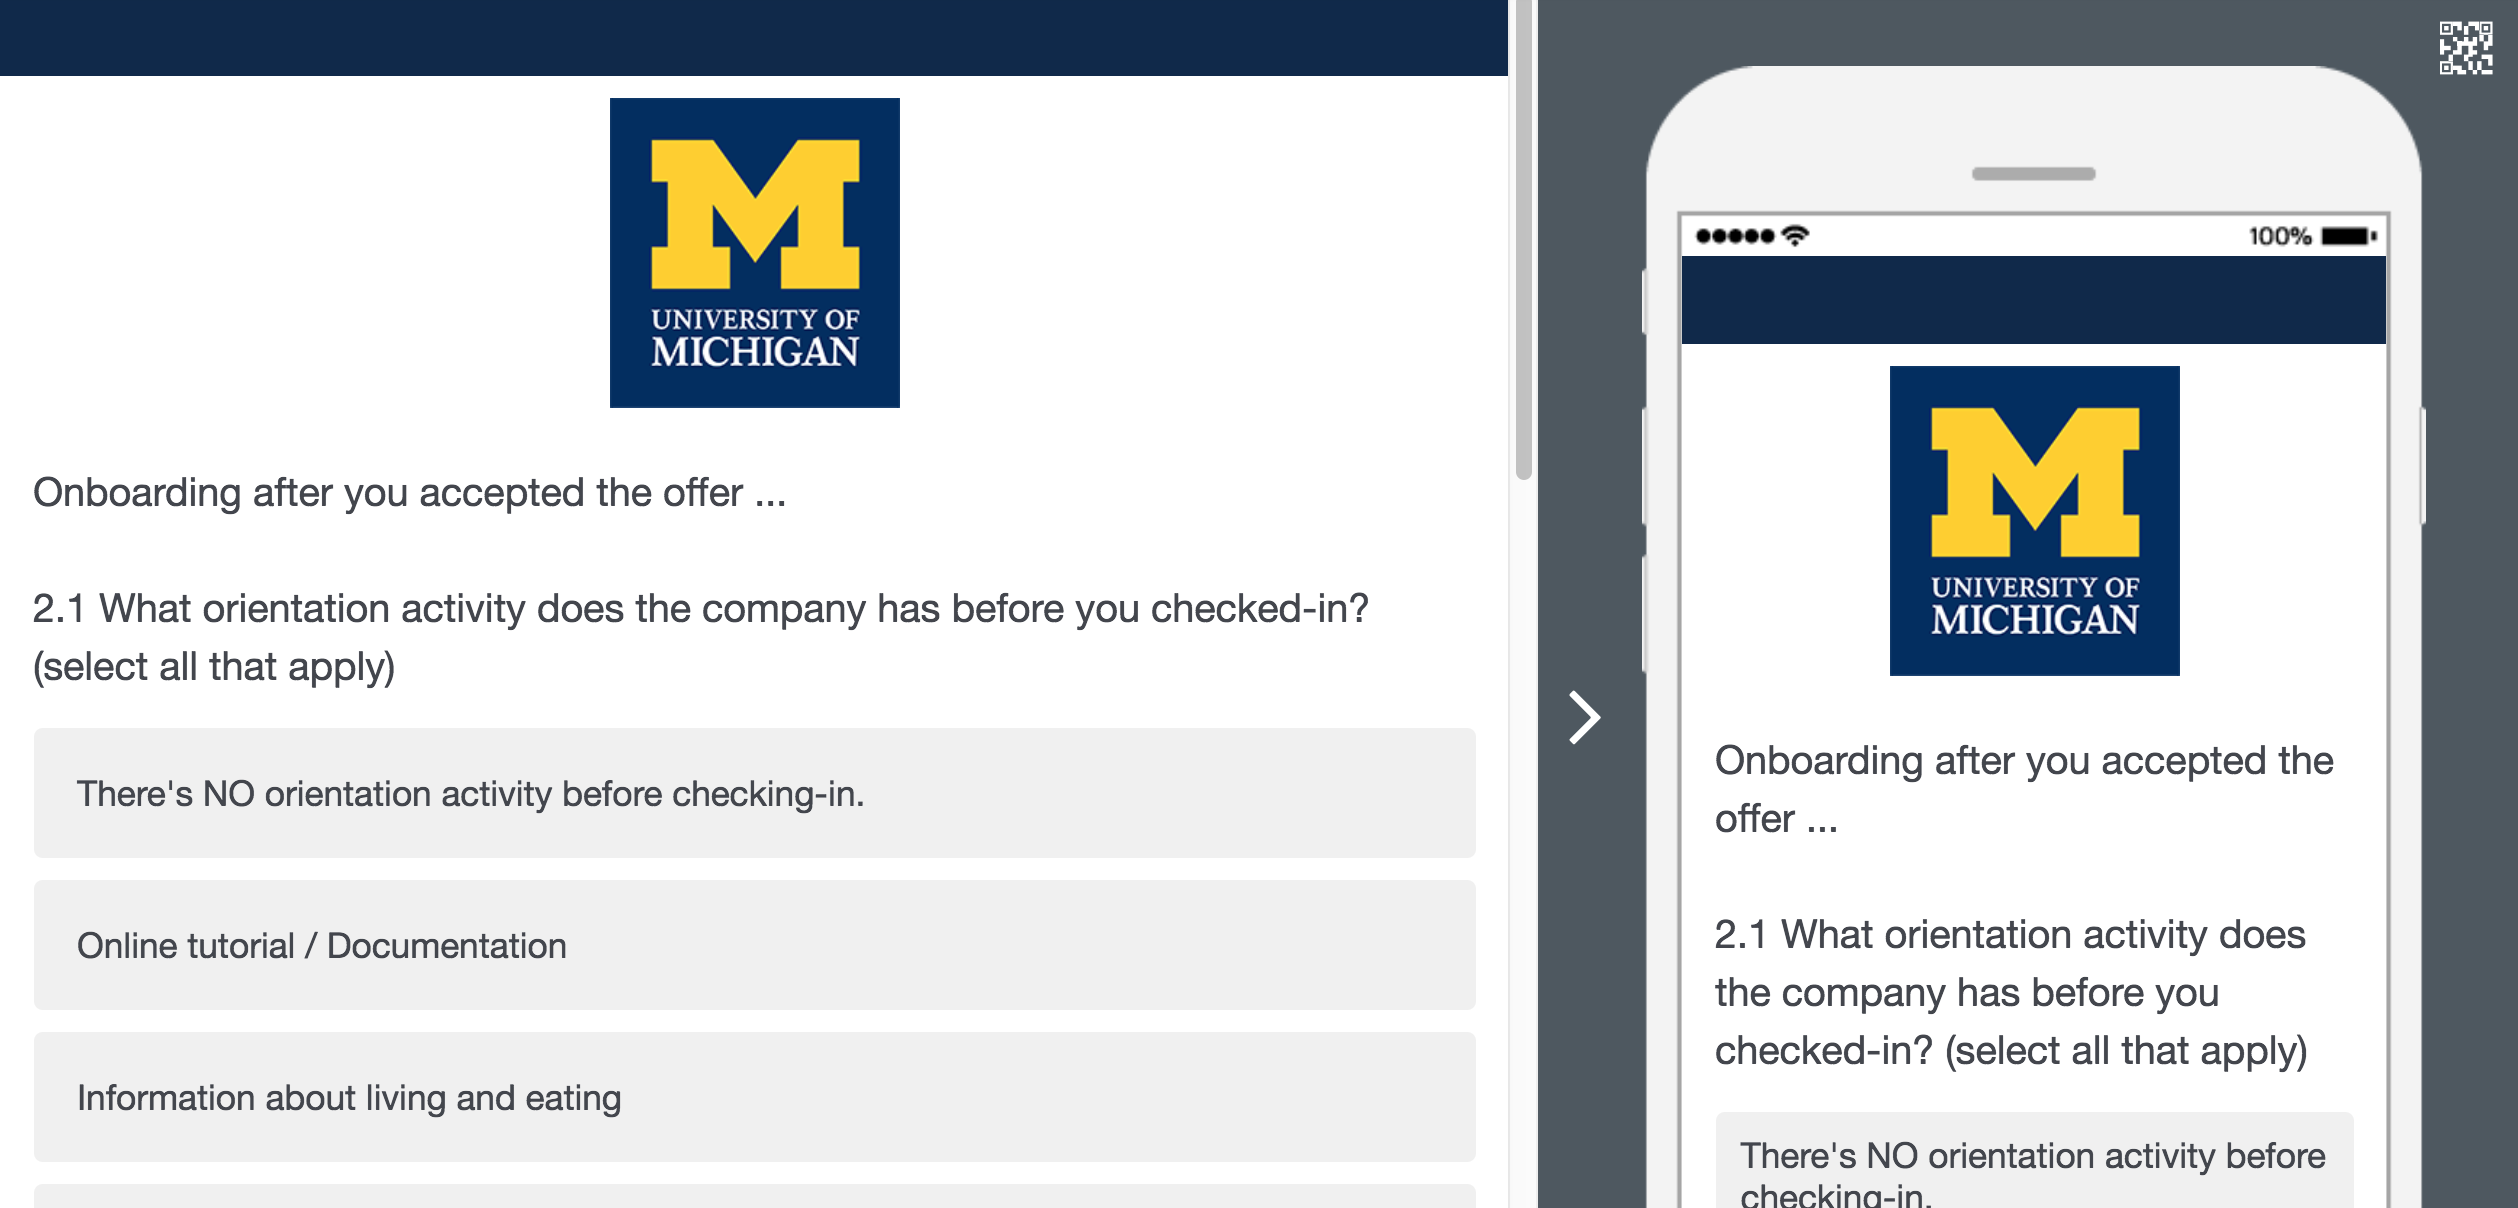 UNIVERSITY OF
MICHIGAN
Onboarding after you accepted the offer ...
2.1 What orientation activity does the company has before you checked-in?
(select all that apply)
There's NO orientation activity before checking-in.
Online tutorial / Documentation
Information about living and eating
100%
UNIVERSITY OF
MICHIGAN
Onboarding after you accepted the
offer ...
2.1 What orientation activity does
the company has before you
checked-in? (select all that apply)
There's NO orientation activity before
checking-in.